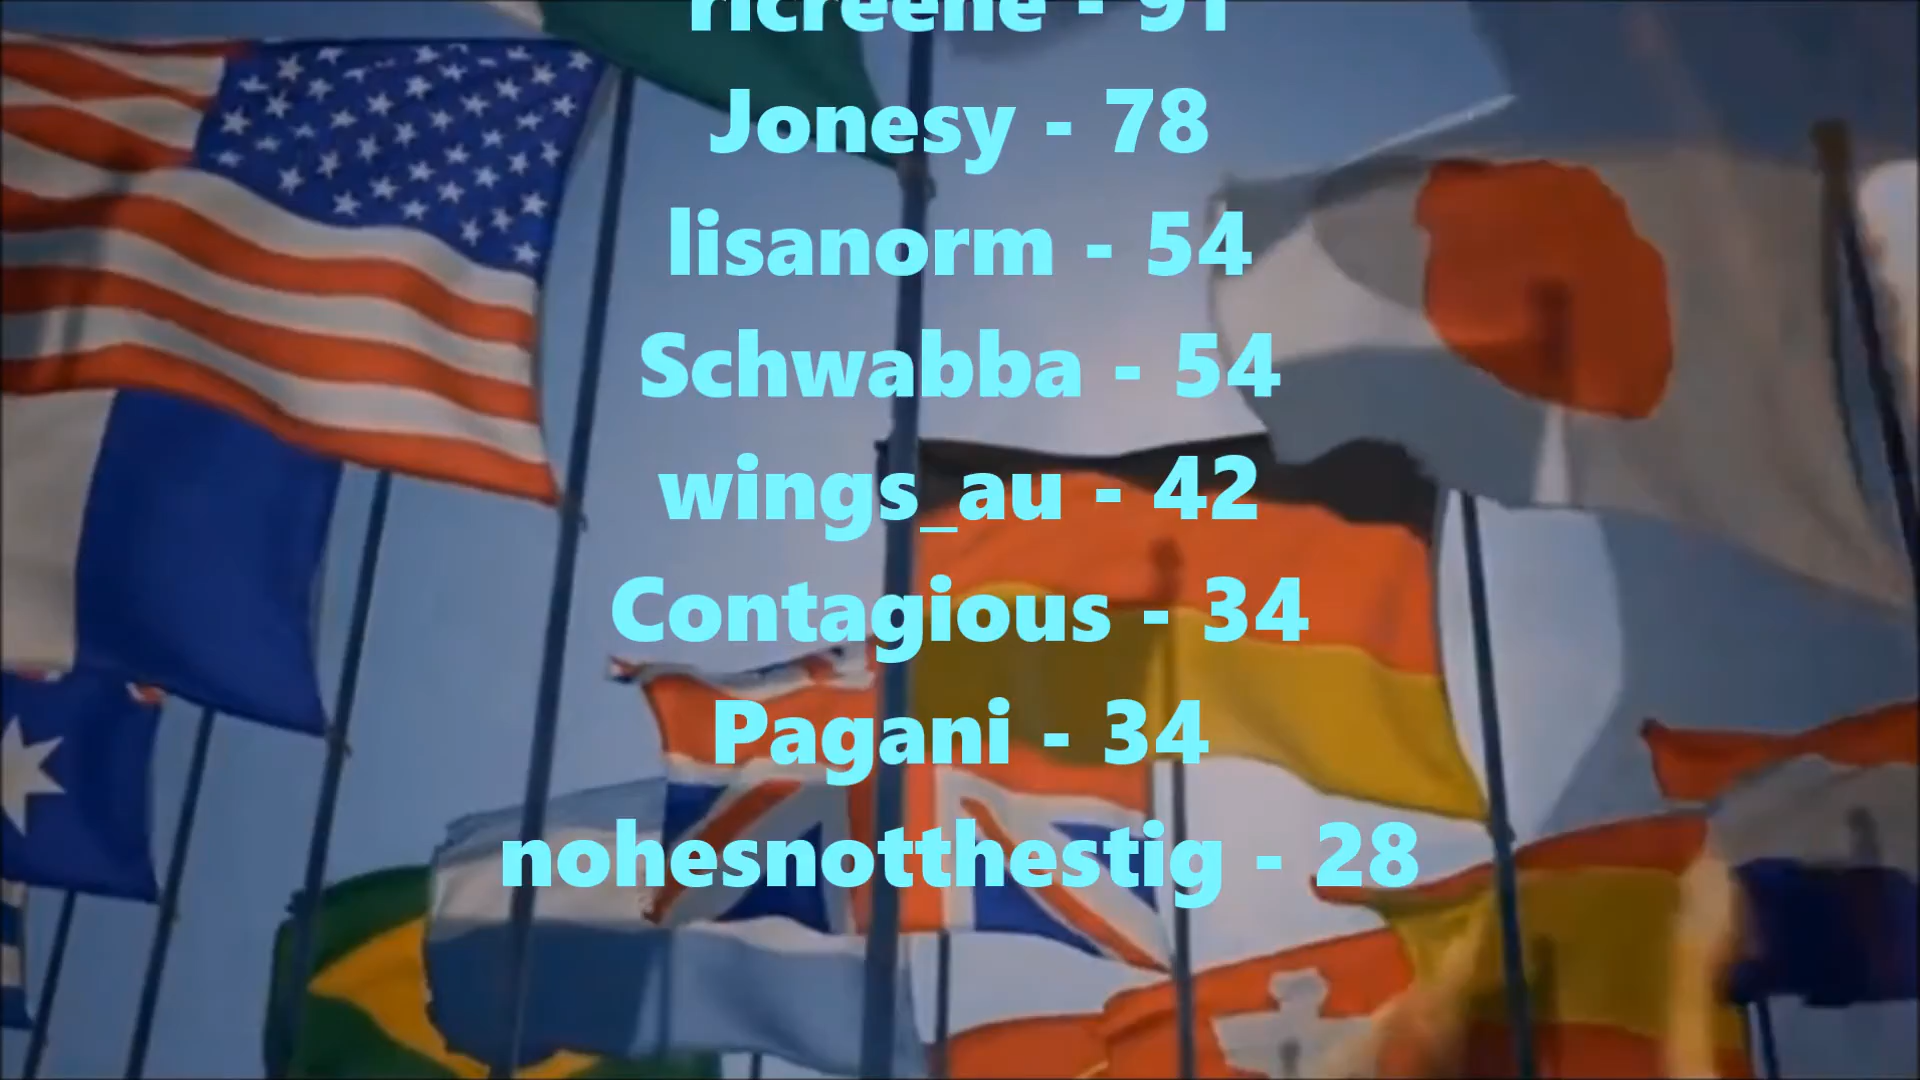 Jonesy - 78
lisanorm - 54
Schwabba - 54
wings_au - 42
Contagious - 34
Pagani - 34
nohesnotthestig - 28